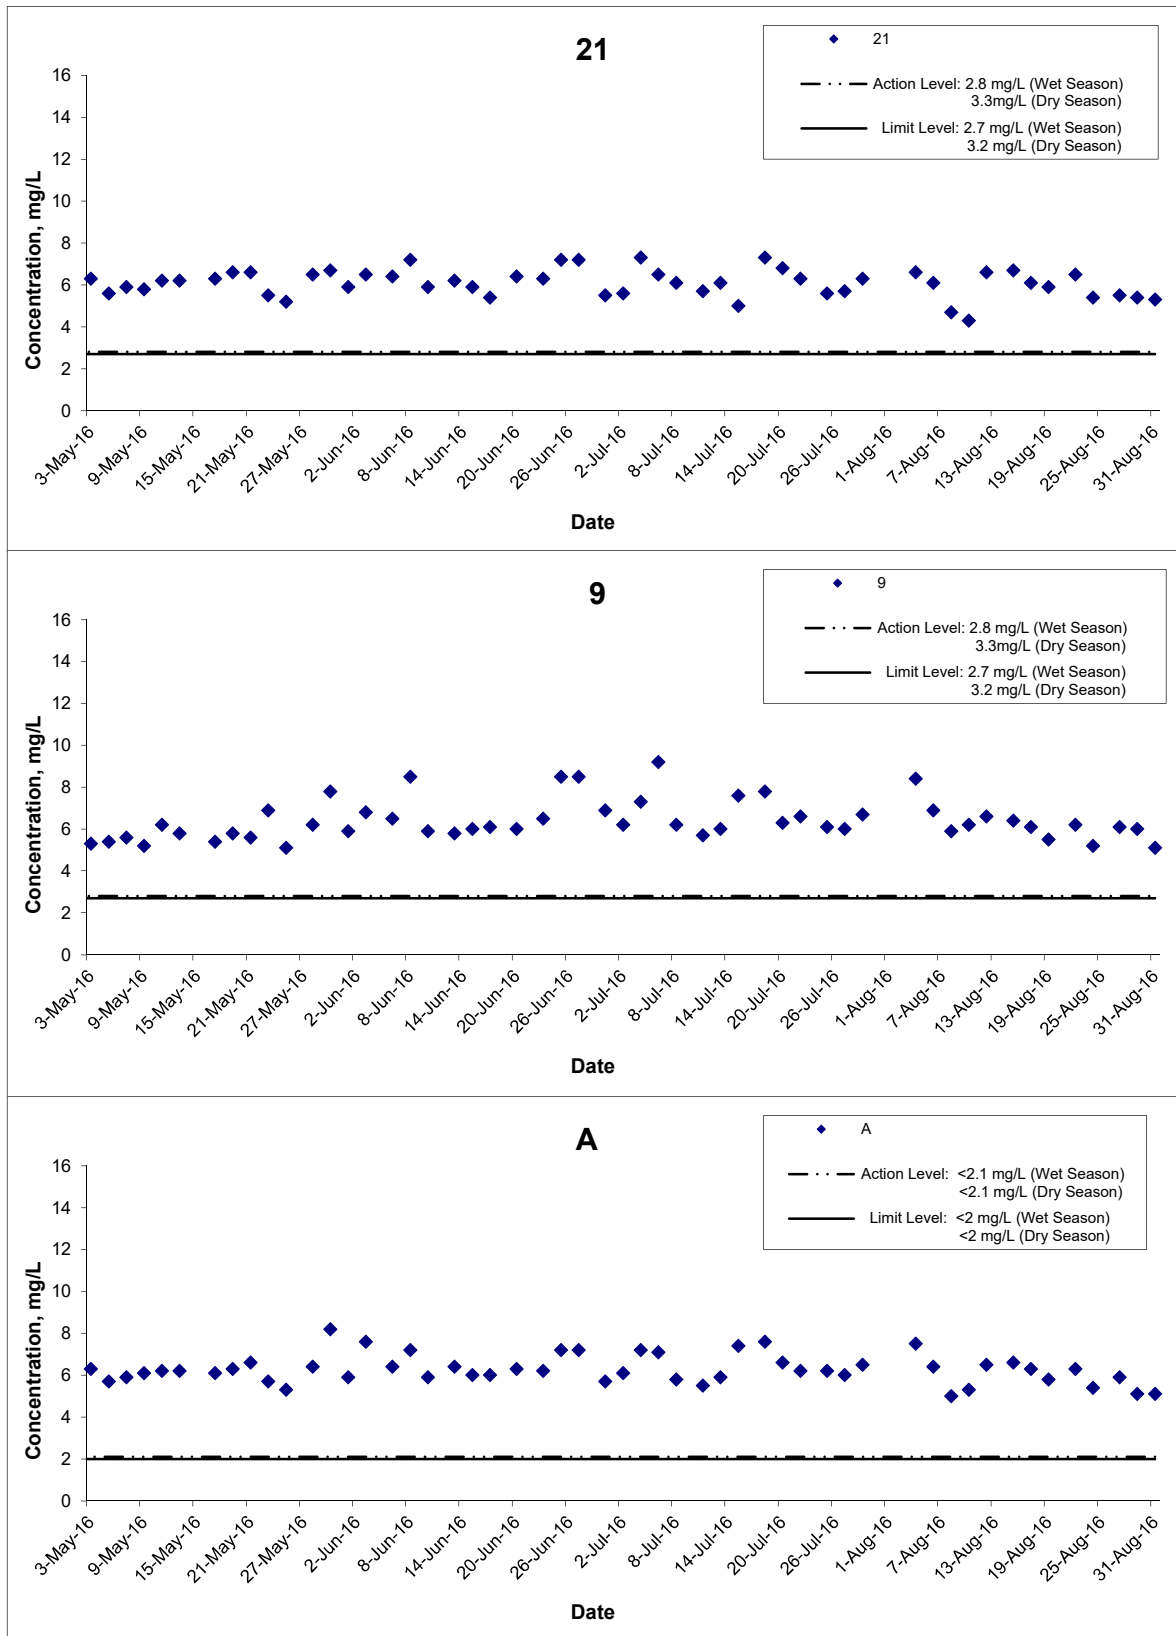 21
21
Action Level: 2.8 mg/L (Wet Season)
3.3mg/L (Dry Season)
Limit Level: 2.7 mg/L (Wet Season)
3.2 mg/L (Dry Season)
Concentration, mg/L
16
14
12
10
8
6
4
2
0
3-May-16 9-May-16 15-May-16 21-May-16 27-May-16 2-Jun-16 8-Jun-16 14-Jun-16 20-Jun-16 26-Jun-16 2-Jul-16 8-Jul-16 14-Jul-16 20-Jul-16 26-Jul-16 1-Aug-16 7-Aug-16 13-Aug-16 19-Aug-16 25-Aug-16 31-Aug-16
Date
9
9
Action Level: 2.8 mg/L (Wet Season)
3.3mg/L (Dry Season)
Limit Level: 2.7 mg/L (Wet Season)
3.2 mg/L (Dry Season)
Concentration, mg/L
16
14
12
10
8
6
4
2
0
3-May-16 9-May-16 15-May-16 21-May-16 27-May-16 2-Jun-16 8-Jun-16 14-Jun-16 20-Jun-16 26-Jun-16 2-Jul-16 8-Jul-16 14-Jul-16 20-Jul-16 26-Jul-16 1-Aug-16 7-Aug-16 13-Aug-16 19-Aug-16 25-Aug-16 31-Aug-16
Date
A
A
Action Level: <2.1 mg/L (Wet Season)
<2.1 mg/L (Dry Season)
Limit Level: <2 mg/L (Wet Season)
<2 mg/L (Dry Season)
Concentration, mg/L
16
14
12
10
8
6
4
2
0
3-May-16 9-May-16 15-May-16 21-May-16 27-May-16 2-Jun-16 8-Jun-16 14-Jun-16 20-Jun-16 26-Jun-16 2-Jul-16 8-Jul-16 14-Jul-16 20-Jul-16 26-Jul-16 1-Aug-16 7-Aug-16 13-Aug-16 19-Aug-16 25-Aug-16 31-Aug-16
Date